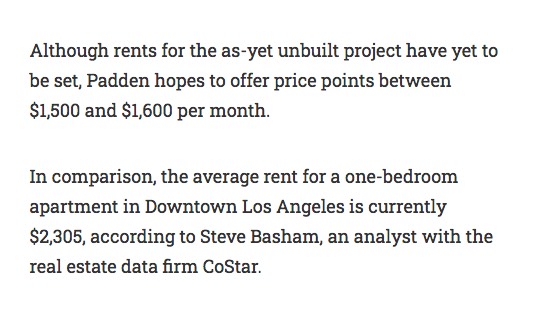 Although rents for the as-yet unbuilt project have yet to
be set, Padden hopes to offer price points between
$1,500 and $1,600 per month.
In comparison, the average rent for a one-bedroom
apartment in Downtown Los Angeles is currently
$2,305, according to Steve Basham, an analyst with the
real estate data firm CoStar.